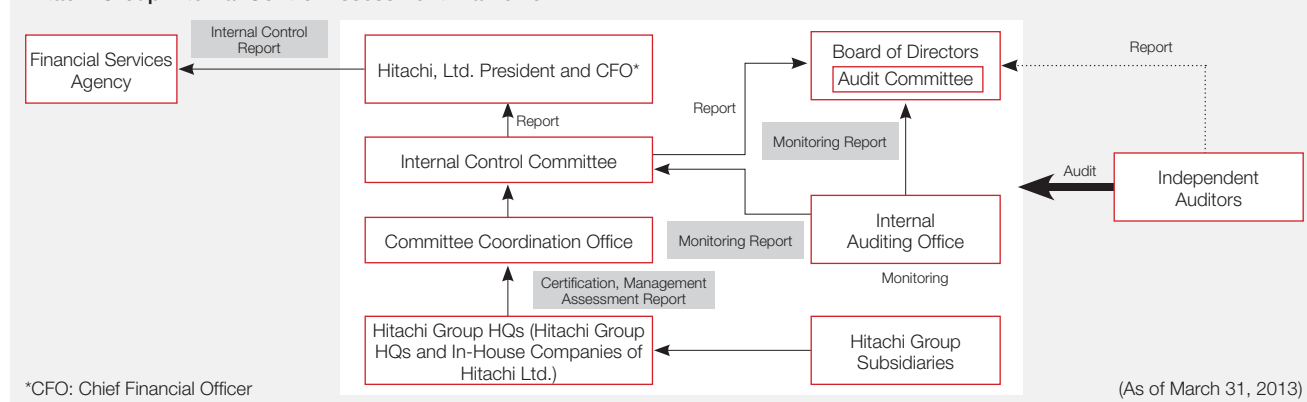 Internal Control
Report
Financial Services
Agency
Hitachi, Ltd. President and CFO*
Board of Directors
Audit Committee
Report
Report
Report
Monitoring Report
Internal Control Committee
Audit
Independent
Auditors
Committee Coordination Office
Monitoring Report
Internal
Auditing Office
Monitoring
Certification, Management
Assessment Report
Hitachi Group HQs (Hitachi Group
HQs and In-House Companies of
Hitachi Ltd.)
Hitachi Group
Subsidiaries
*CFO: Chief Financial Officer
(As of March 31, 2013)